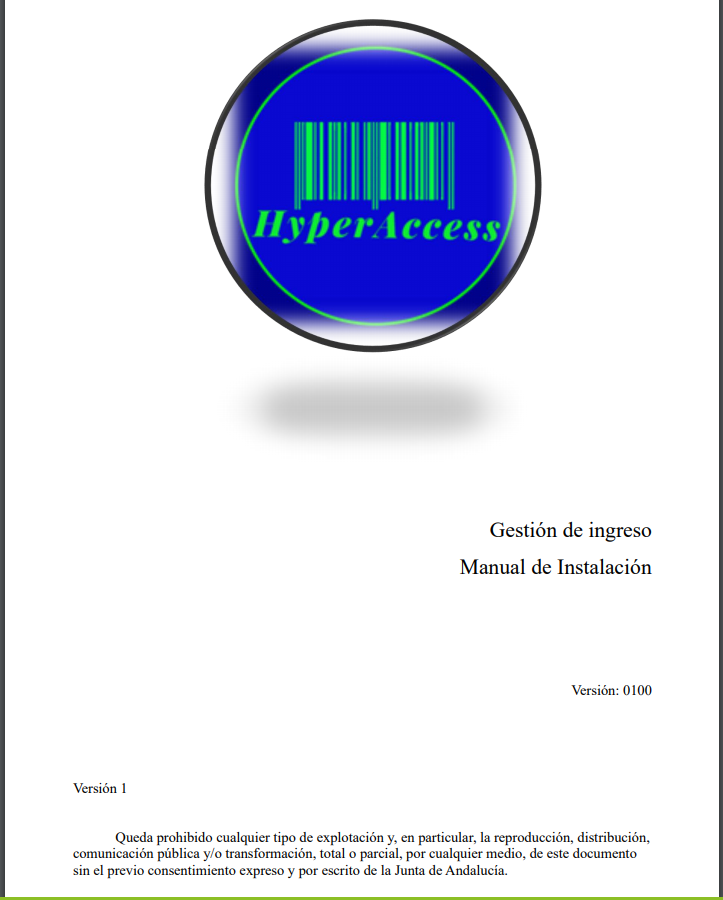 HyperAccess
Gestión de ingreso
Manual de Instalación
Versión: 0100
Versión 1
Queda prohibido cualquier tipo de explotación y, en particular, la reproducción, distribución,
comunicación pública y/o transformación, total o parcial, por cualquier medio, de este documento
sin el previo consentimiento expreso y por escrito de la Junta de Andalucía.